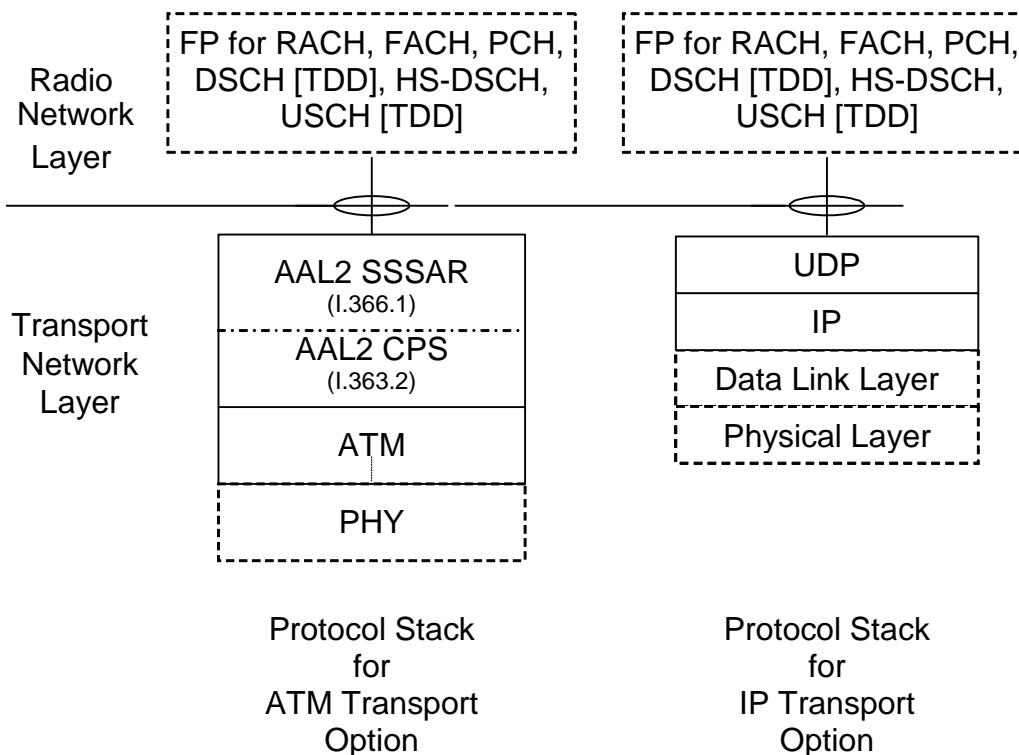 Radio
Network
Layer
FP for RACH, FACH, PCH,
DSCH [TDD], HS-DSCH,
USCH [TDD]
FP for RACH, FACH, PCH,
DSCH [TDD], HS-DSCH,
USCH [TDD]
Transport
Network
Layer
AAL2 SSSAR
(I.366.1)
AAL2 CPS
(I.363.2)
ATM
PHY
UDP
IP
Data Link Layer
Physical Layer
Protocol Stack
for
ATM Transport
Option
Protocol Stack
for
IP Transport
Option